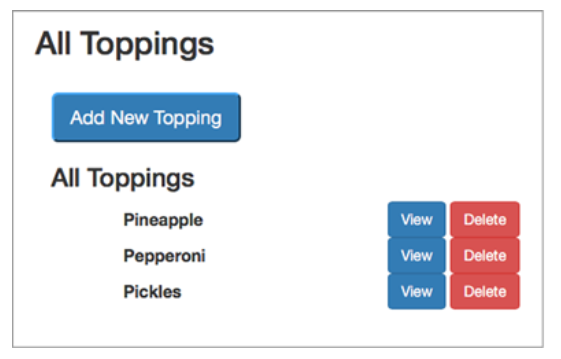 All Toppings
Add New Topping
All Toppings
Pineapple View Delete
Pepperoni View Delete
Pickles View Delete